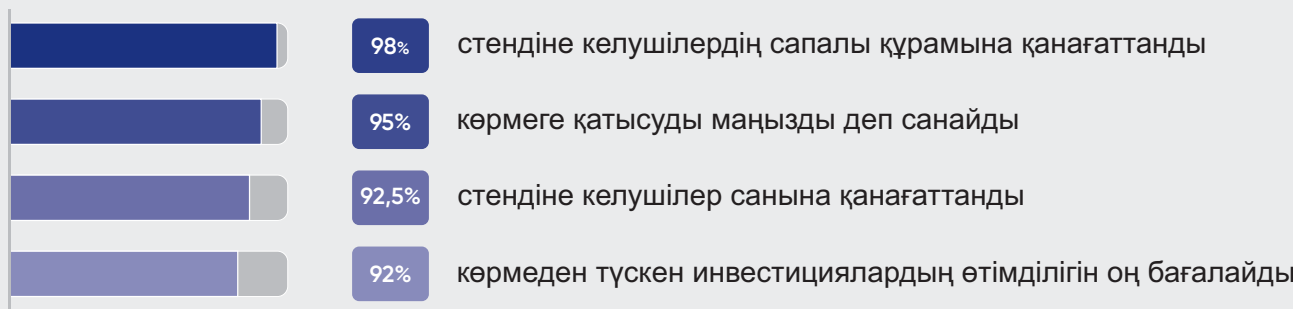 98% стендіне келушілердің сапалы құрамына қанағаттанды
95% көрмеге қатысуды маңызды деп санайды
92,5% стендіне келушілер санына қанағаттанды
92% көрмеден түскен инвестициялардың өтімділігін оң бағалайды